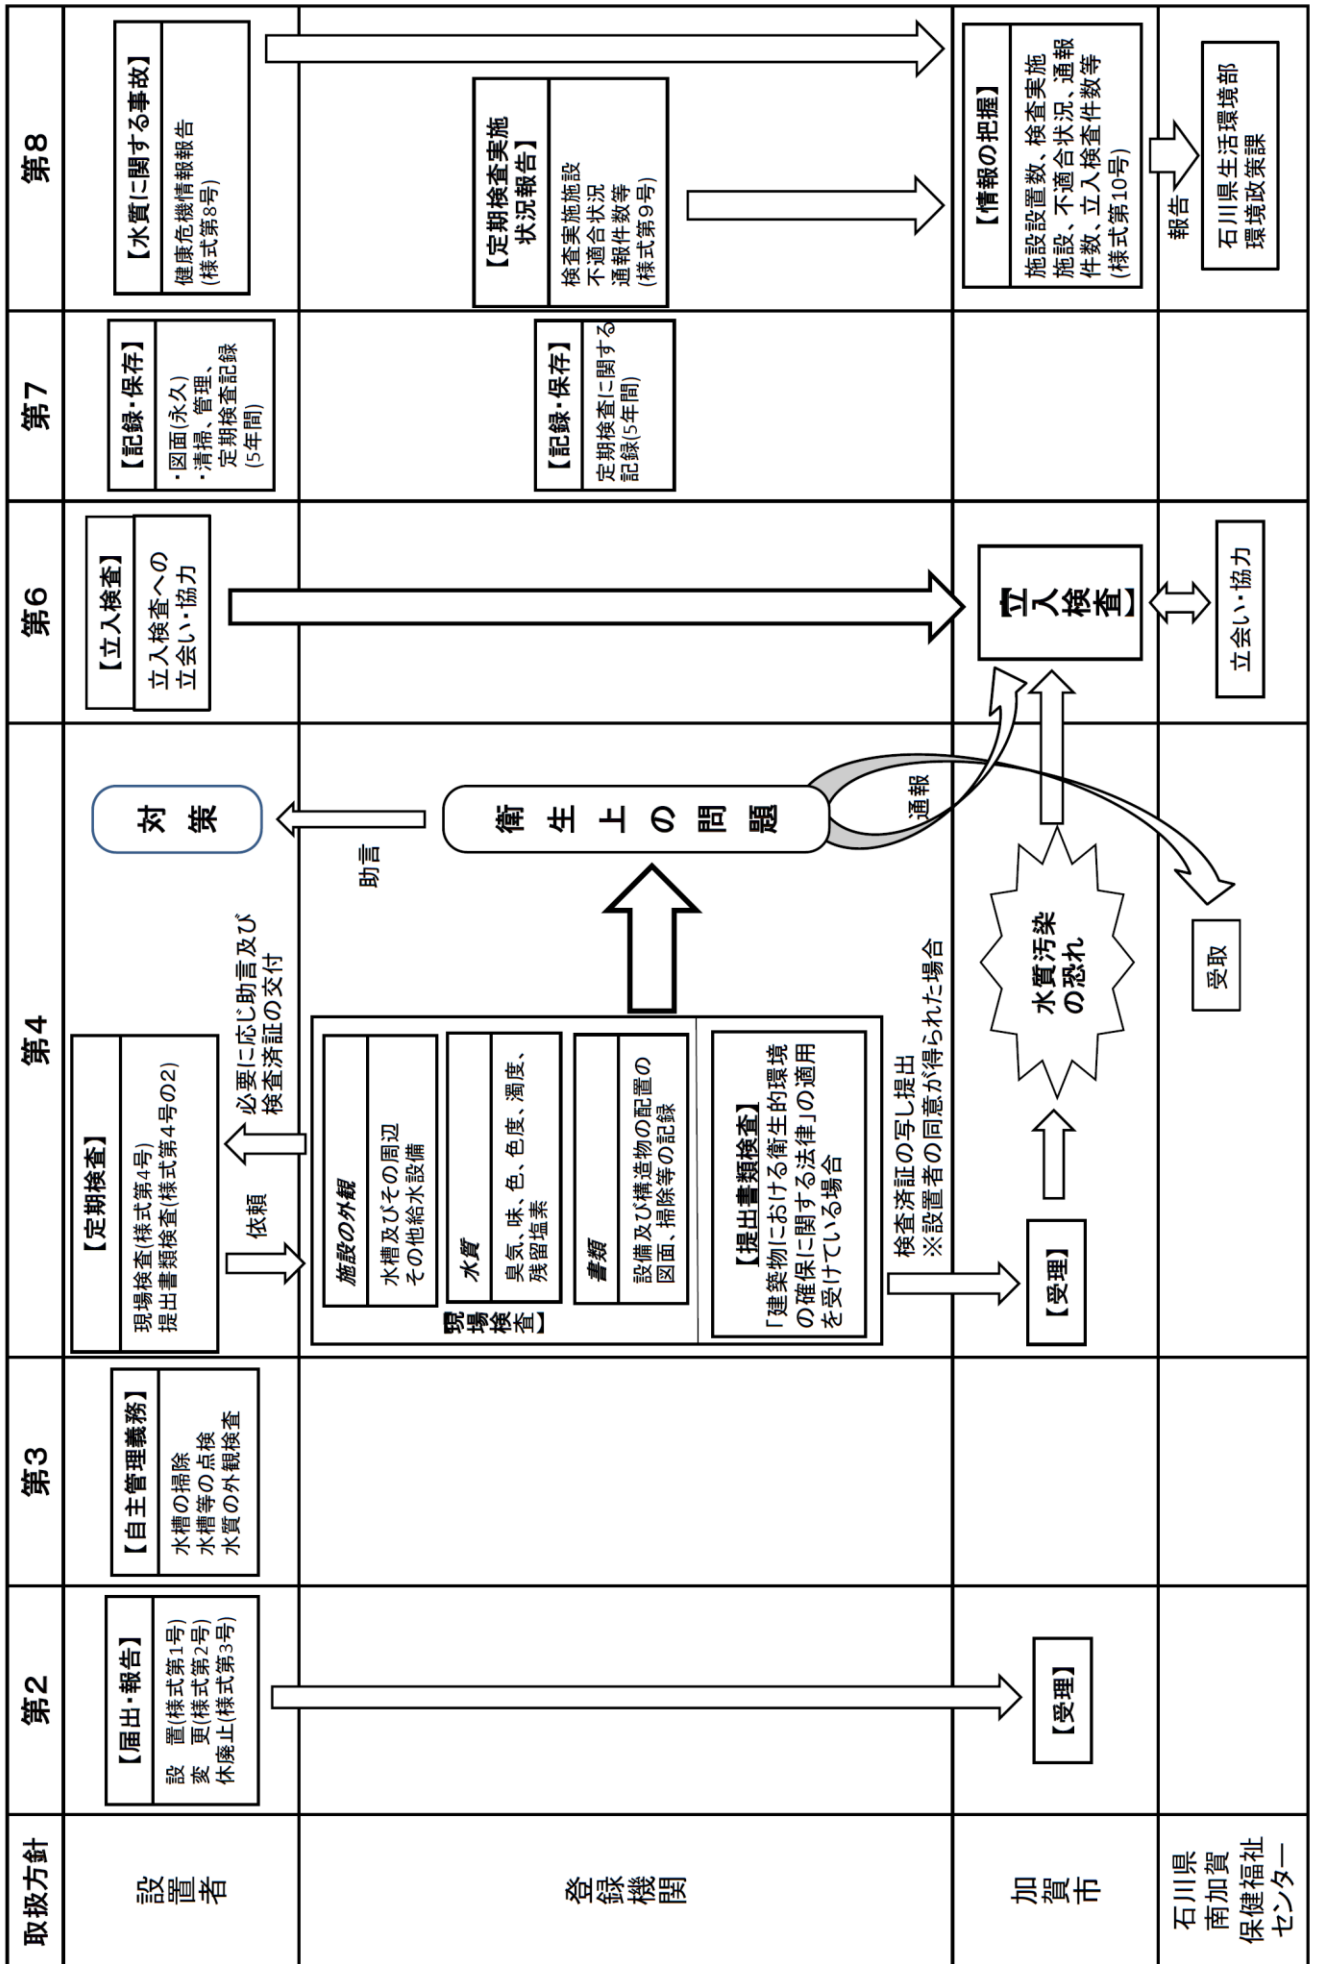 取扱方針
第2
第3
第4
第6
第7
第8
設置者
【届出・報告】
設　置(様式第1号)
変　更(様式第2号)
休廃止(様式第3号)
【自主管理義務】
水槽の掃除
水槽等の点検
水質の外観検査
【定期検査】
現場検査(様式第4号)
提出書類検査(様式第4号の2)
依頼
必要に応じ助言及び
検査済証の交付
対策
助言
【立入検査】
立入検査への
立会い・協力
【記録・保存】
・図面(永久)
・清掃、管理、
定期検査記録
(5年間)
【水質に関する事故】
健康危機情報報告
(様式第8号)
登録機関
【現場検査】
施設の外観
水槽及びその周辺
その他給水設備
水質
臭気、味、色、色度、濁度、
残留塩素
書類
設備及び構造物の配置の
図面、掃除等の記録
【提出書類検査】
「建築物における衛生的環境
の確保に関する法律」の適用
を受けている場合
衛生上の問題
通報
検査済証の写し提出
※設置者の同意が得られた場合
【記録・保存】
定期検査に関する
記録(5年間)
【定期検査実施
状況報告】
検査実施施設
不適合状況
通報件数等
(様式第9号)
加賀市
【受理】
【受理】
水質汚染
の恐れ
【立入検査】
【情報の把握】
施設設置数、検査実施
施設、不適合状況、通報
件数、立入検査件数等
(様式第10号)
報告
石川県
南加賀
保健福祉
センター
受取
立会い・協力
石川県生活環境部
環境政策課